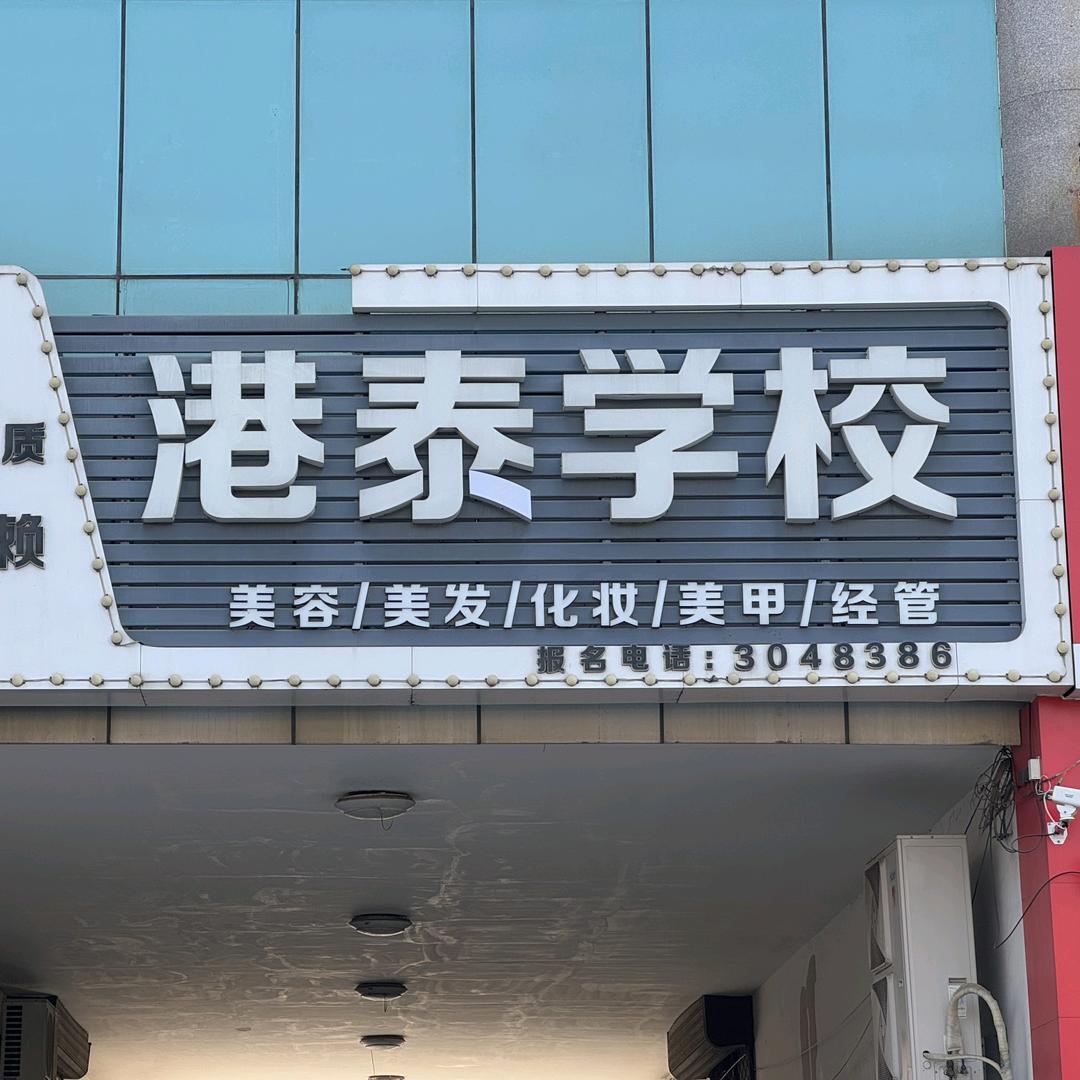 港泰学校
美容/美发/化妆/美甲/经管
报名电话:3048386
质
赖